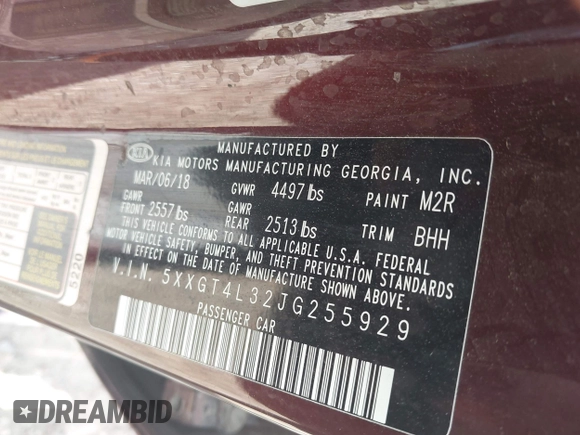 MANUFACTURED BY
KIA KIA MOTORS MANUFACTURING GEORGIA, INC.
MAR/06/18 GVWR 4497 lbs PAINT M2R
GAWR FRONT 2557 lbs GAWR REAR 2513 lbs TRIM BHH
THIS VEHICLE CONFORMS TO ALL APPLICABLE U.S.A. FEDERAL
MOTOR VEHICLE SAFETY, BUMPER, AND THEFT PREVENTION STANDARDS
IN EFFECT ON THE DATE OF MANUFACTURE SHOWN ABOVE.
V.I.N. 5XXGT4L32JG255929
PASSENGER CAR
5220
DREAMBID